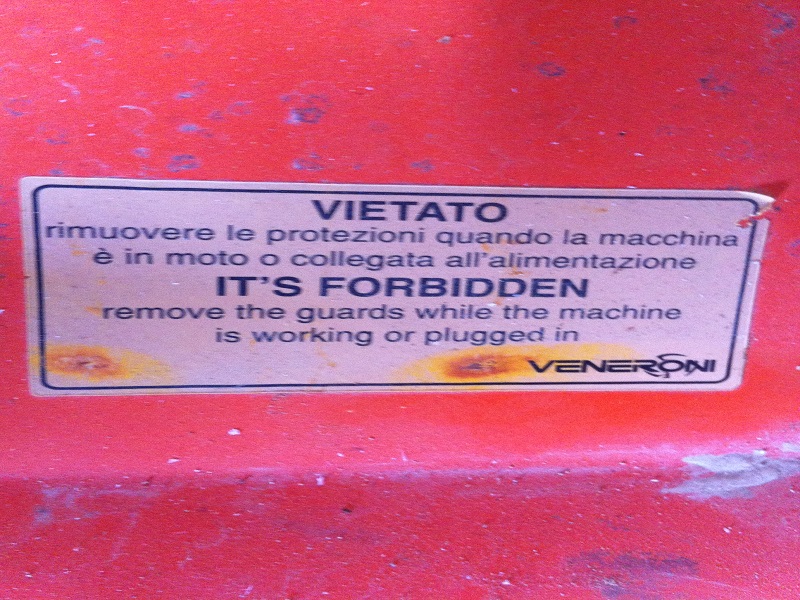 VIETATO
rimuovere le protezioni quando la macchina
è in moto o collegata all'alimentazione
IT'S FORBIDDEN
remove the guards while the machine
is working or plugged in
VENERONI